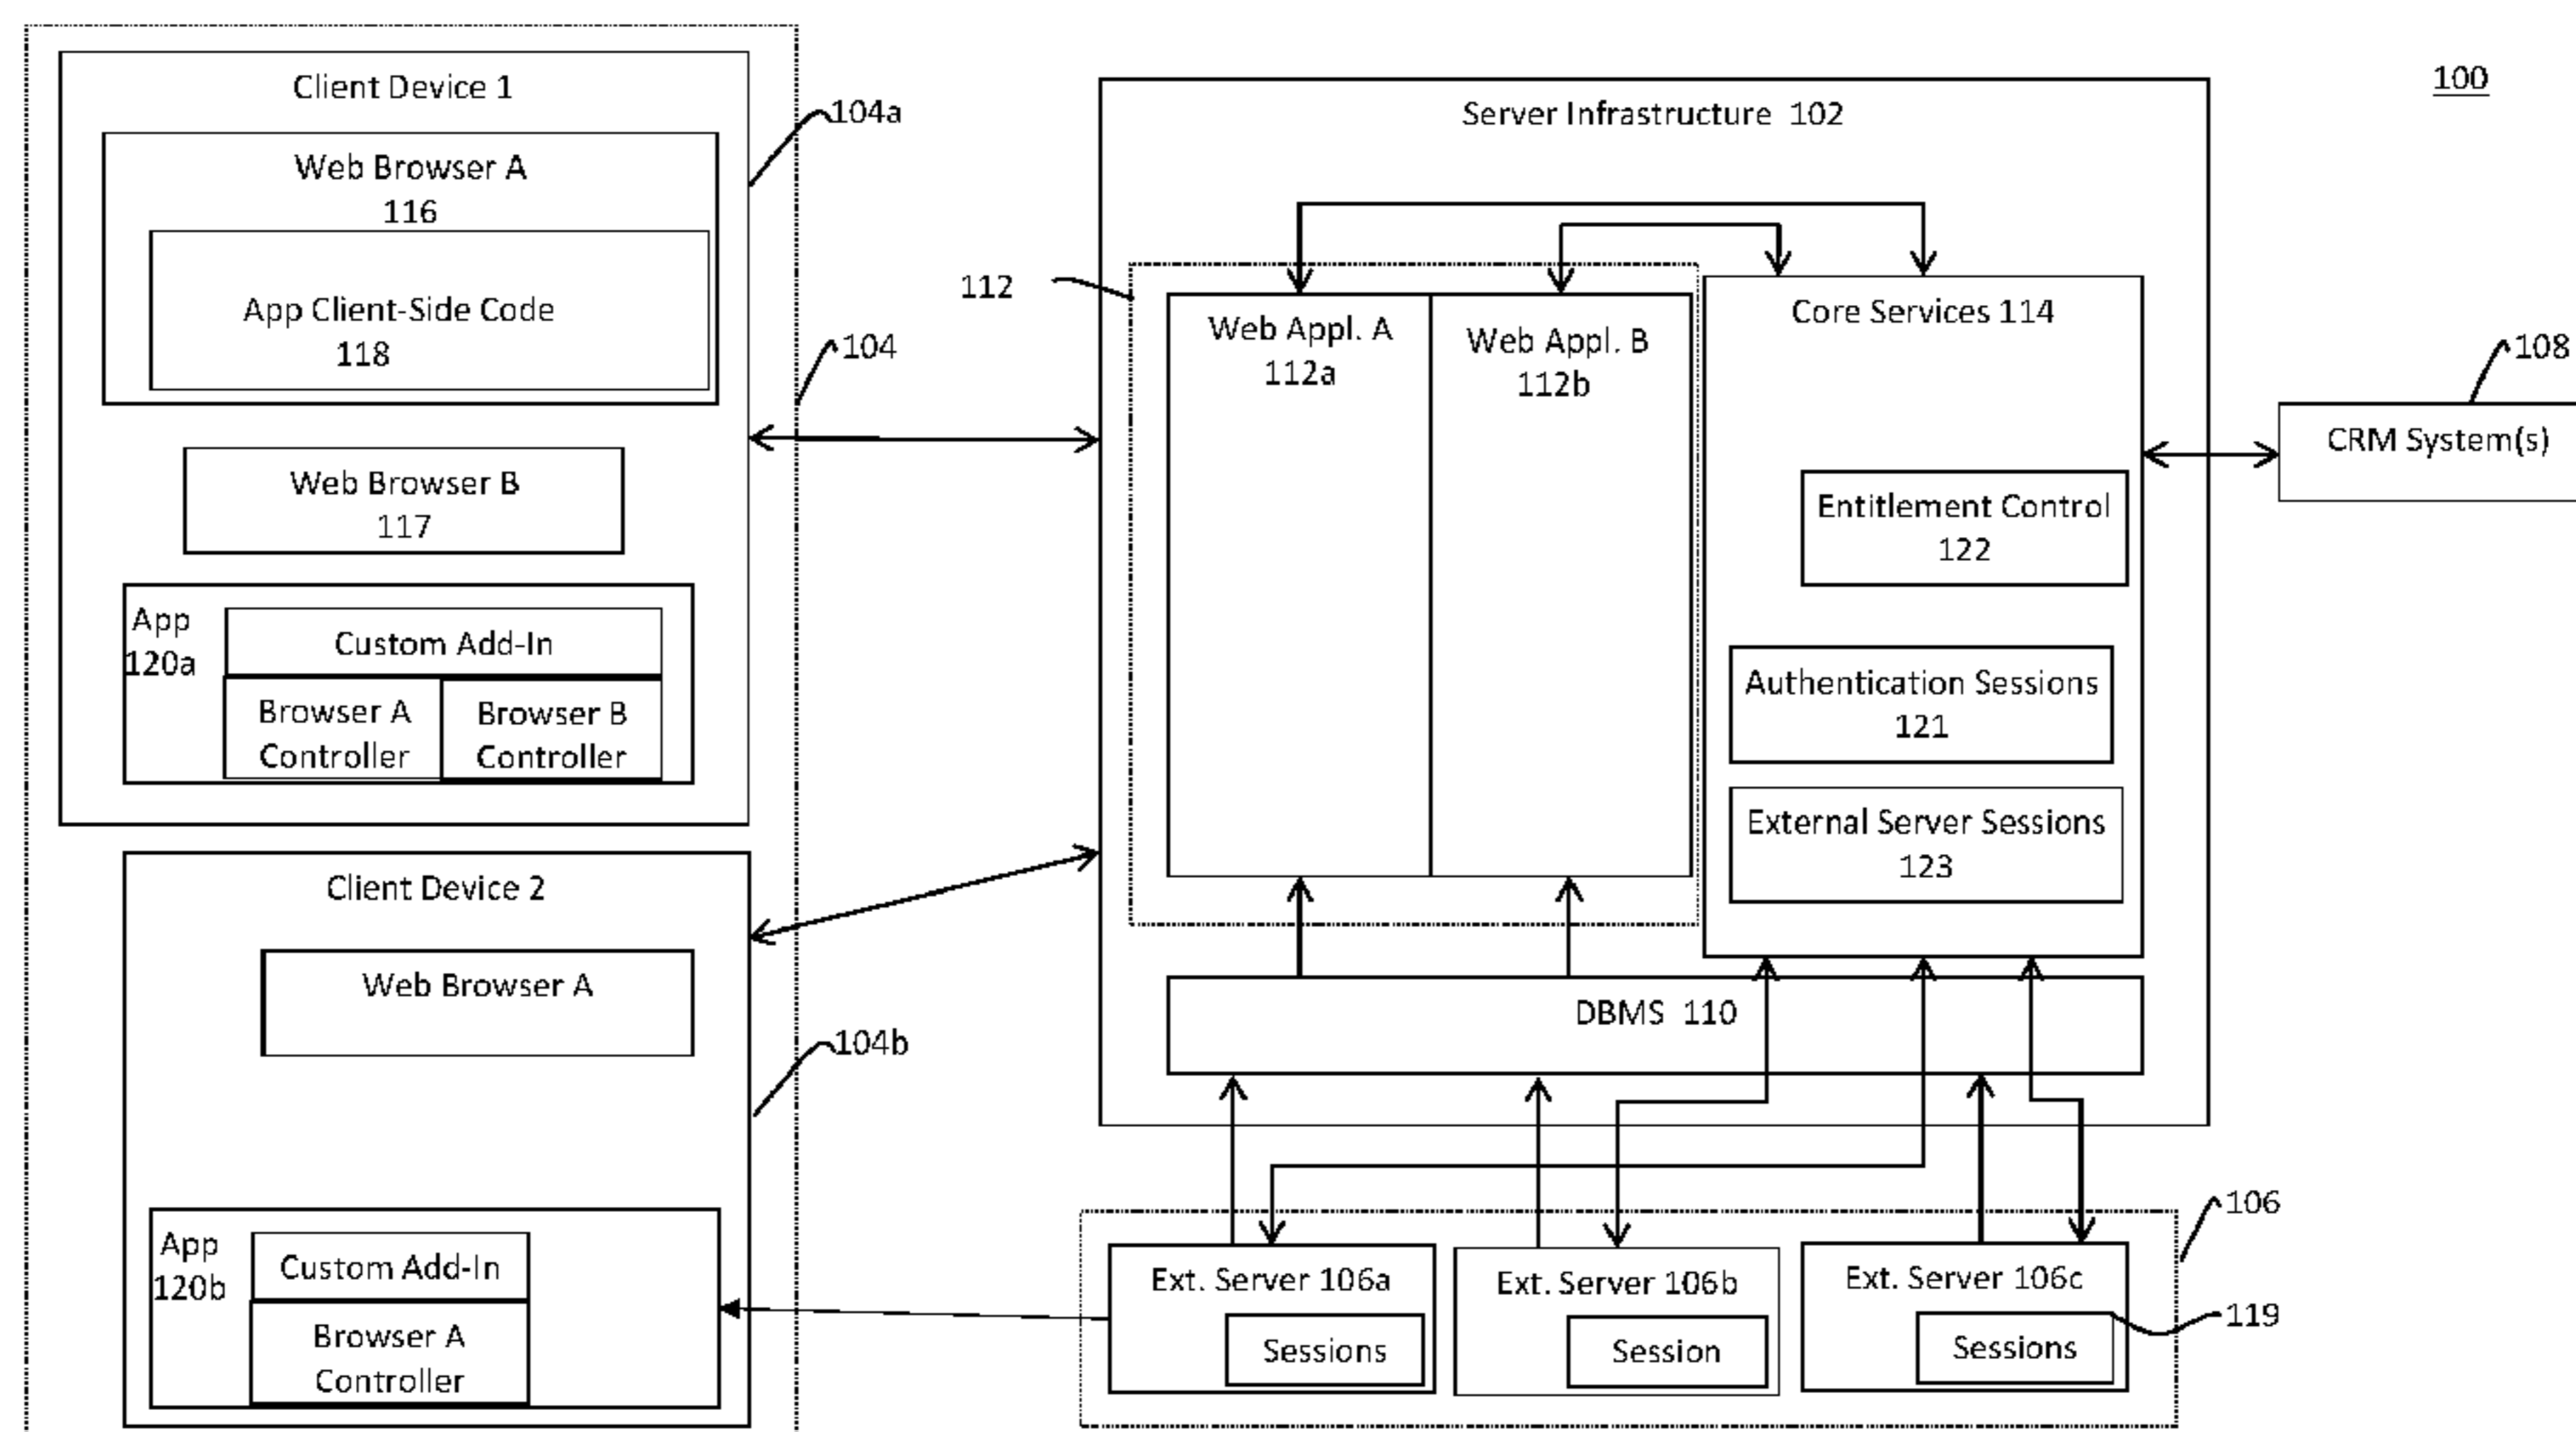 100
Client Device 1
104a
Web Browser A
116
App Client-Side Code
118
104
Web Browser B
117
App
120a
Custom Add-In
Browser A
Controller
Browser B
Controller
Client Device 2
Web Browser A
104b
App
120b
Custom Add-In
Browser A
Controller
Server Infrastructure 102
112
Web Appl. A
112a
Web Appl. B
112b
Core Services 114
Entitlement Control
122
Authentication Sessions
121
External Server Sessions
123
DBMS 110
108
CRM System(s)
106
Ext. Server 106a
Sessions
Ext. Server 106b
Session
Ext. Server 106c
Sessions
119